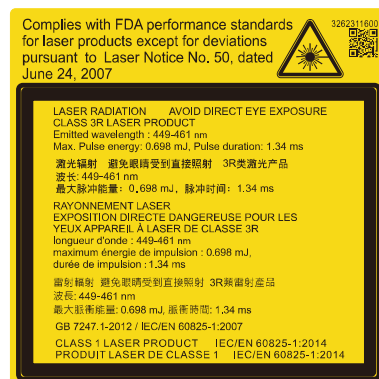 Complies with FDA performance standards
for laser products except for deviations
pursuant to Laser Notice No. 50, dated
June 24, 2007
3262311600
LASER RADIATION AVOID DIRECT EYE EXPOSURE
CLASS 3R LASER PRODUCT
Emitted wavelength : 449-461 nm
Max. Pulse energy: 0.698 mJ, Pulse duration: 1.34 ms
激光辐射 避免眼睛受到直接照射 3R类激光产品
波长: 449-461 nm
最大脉冲能量: 0.698 mJ, 脉冲时间: 1.34 ms
RAYONNEMENT LASER
EXPOSITION DIRECTE DANGEREUSE POUR LES
YEUX APPAREIL À LASER DE CLASSE 3R
longueur d'onde : 449-461 nm
maximum énergie de impulsion : 0.698 mJ,
durée de impulsion : 1.34 ms
雷射輻射 避免眼睛受到直接照射 3R類雷射產品
波長: 449-461 nm
最大脈衝能量: 0.698 mJ, 脈衝時間: 1,34 ms
GB 7247.1-2012 / IEC/EN 60825-1:2007
CLASS 1 LASER PRODUCT IEC/EN 60825-1:2014
PRODUIT LASER DE CLASSE 1 IEC/EN 60825-1:2014